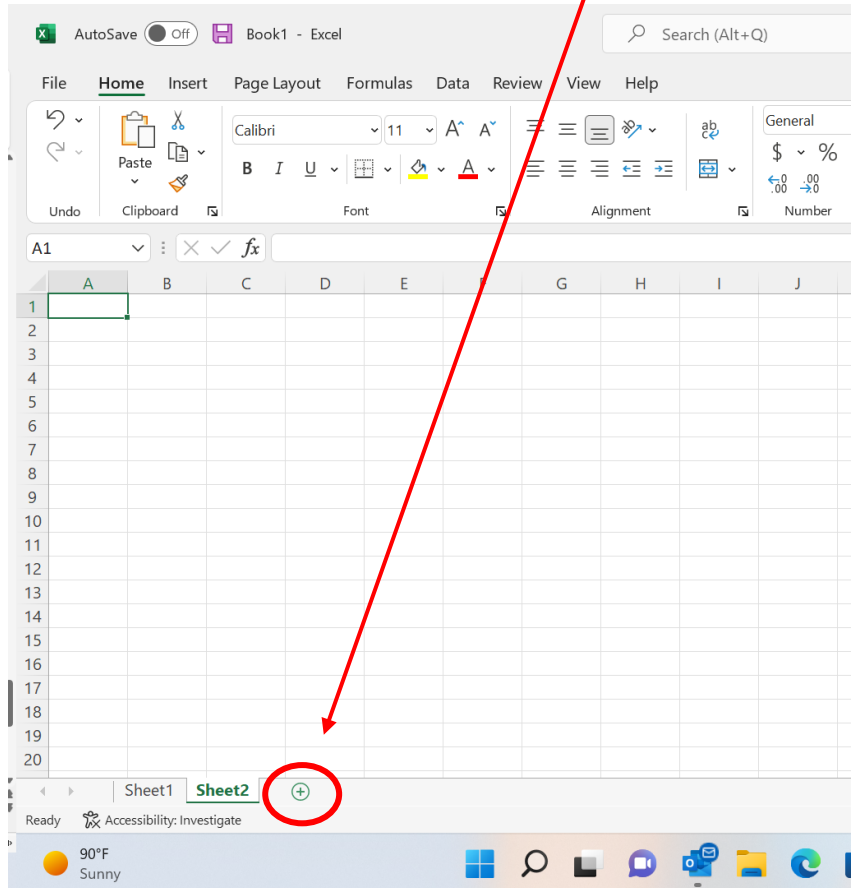 AutoSave Off Book1 - Excel Search (Alt+Q)
File Home Insert Page Layout Formulas Data Review View Help
Calibri 11 A^ A˅ ab General
Paste B I U A $ % .00
Undo Clipboard Font Alignment Number
A1 fx
A B C D E F G H I J
1
2
3
4
5
6
7
8
9
10
11
12
13
14
15
16
17
18
19
20
Sheet1 Sheet2
Ready Accessibility: Investigate
90°F
Sunny